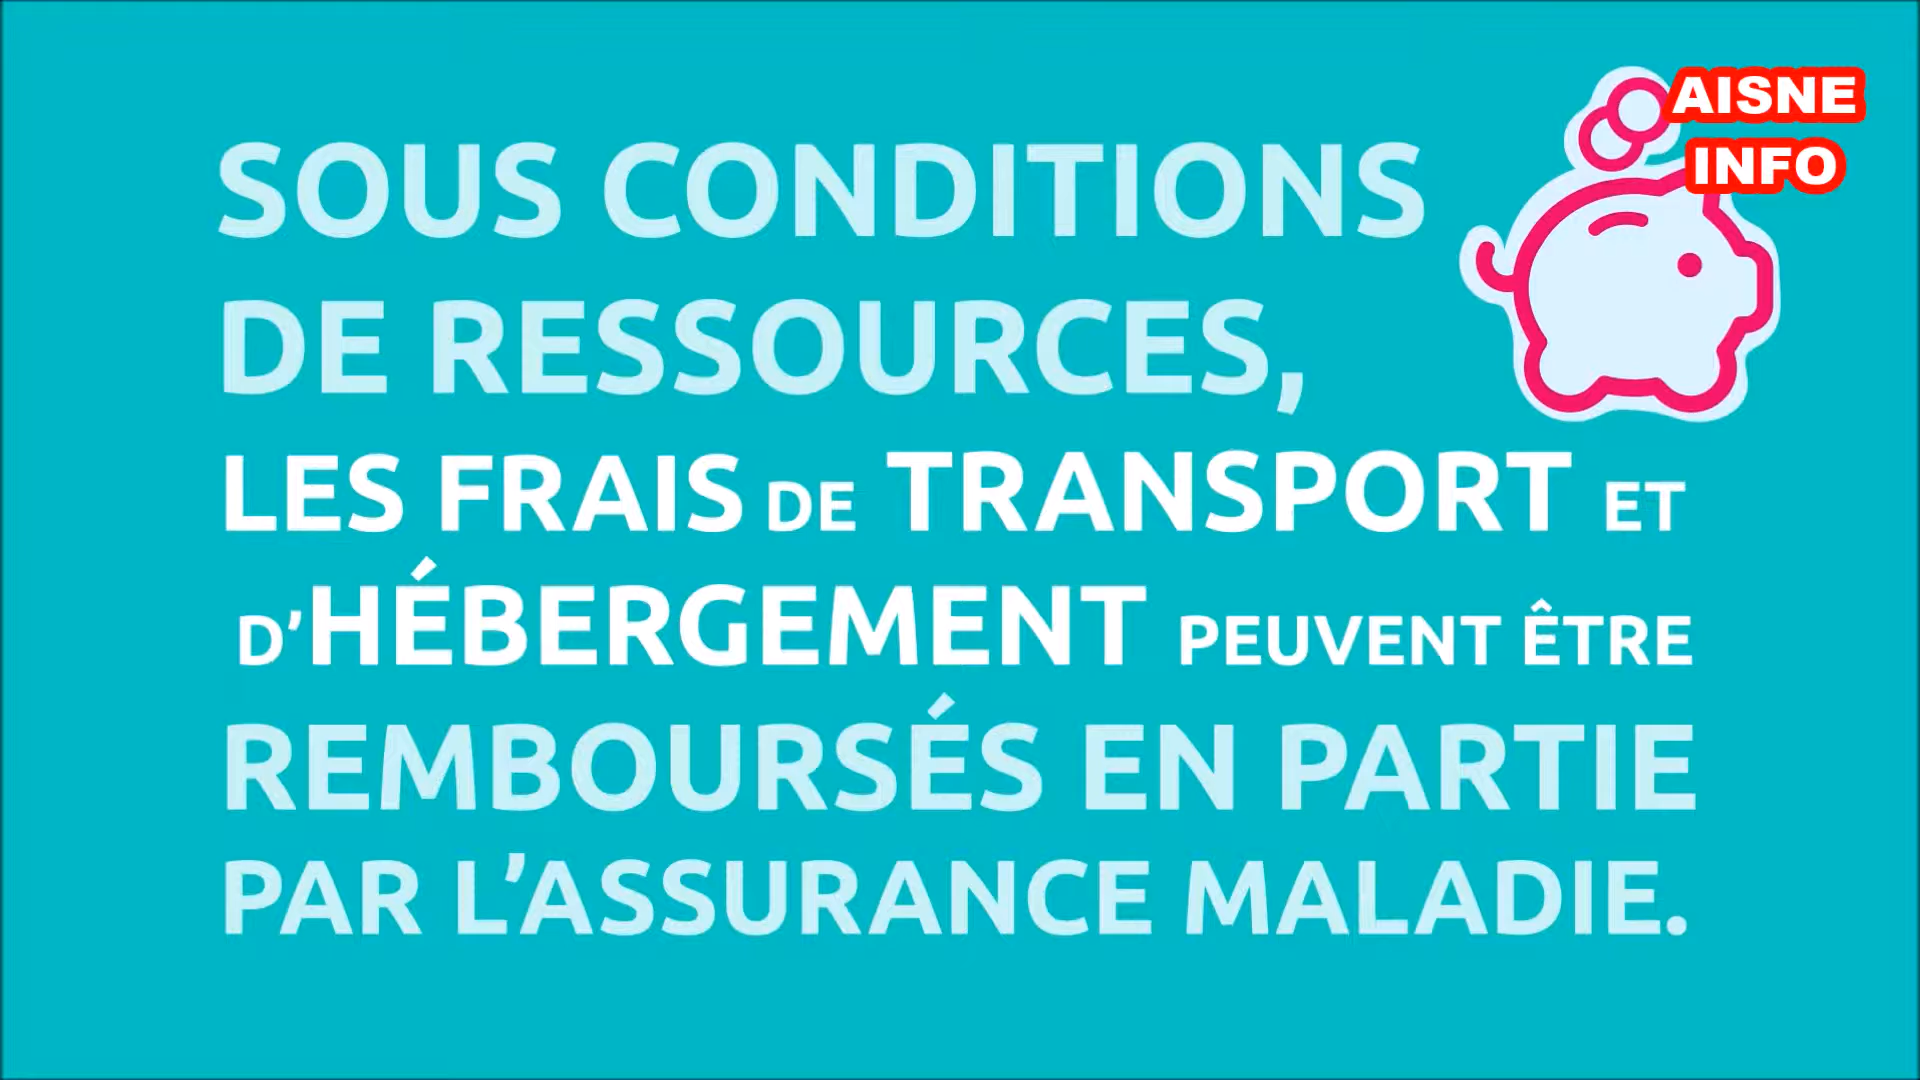 AISNE
INFO
SOUS CONDITIONS
DE RESSOURCES,
LES FRAIS DE TRANSPORT ET
D’HÉBERGEMENT PEUVENT ÊTRE
REMBOURSÉS EN PARTIE
PAR L’ASSURANCE MALADIE.